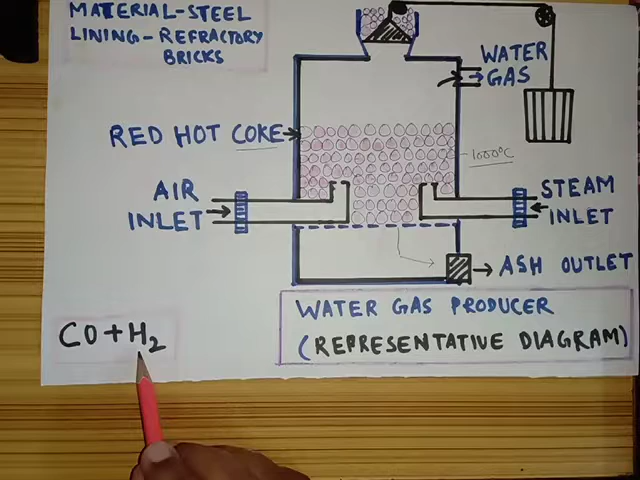 MATERIAL-STEEL
LINING-REFRACTORY
BRICKS
WATER
GAS
RED HOT COKE
1000°C
AIR
INLET
STEAM
INLET
ASH OUTLET
WATER GAS PRODUCER
(REPRESENTATIVE DIAGRAM)
CO+H₂